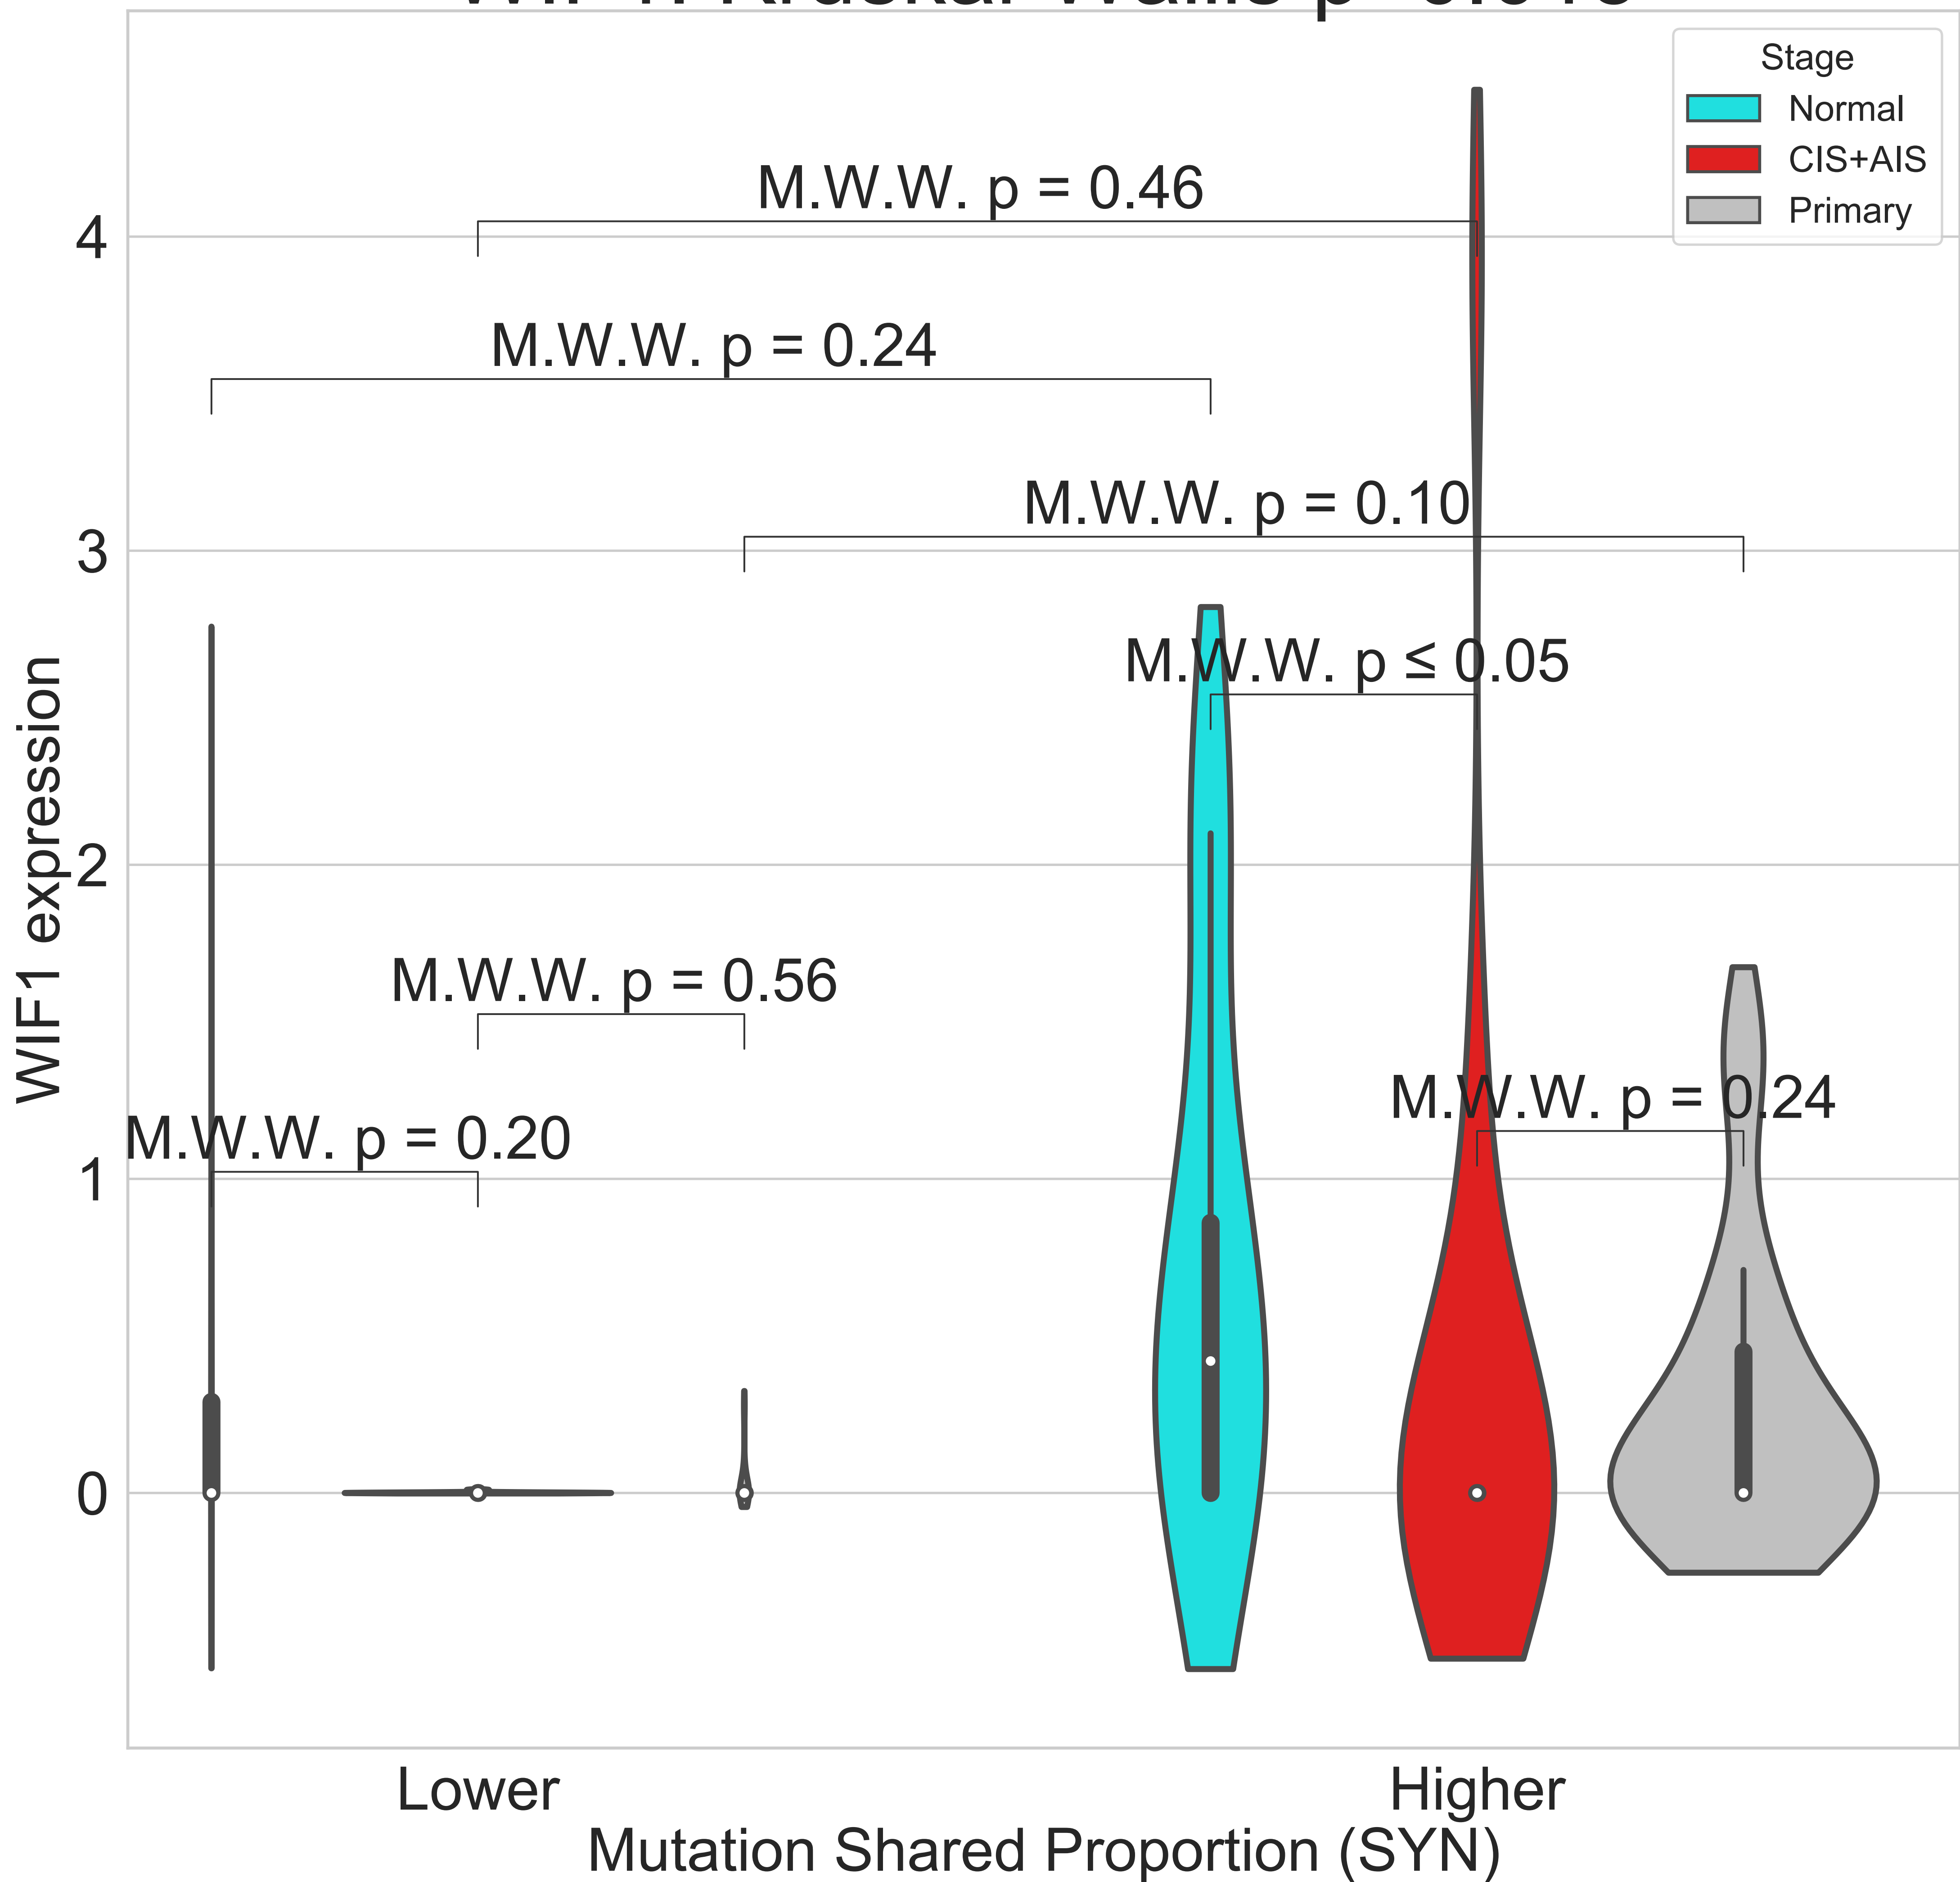 Stage
Normal
CIS+AIS
Primary
M.W.W. p = 0.46
M.W.W. p = 0.24
M.W.W. p = 0.10
M.W.W. p ≤ 0.05
M.W.W. p = 0.56
M.W.W. p = 0.24
M.W.W. p = 0.20
4
3
2
1
0
WIF1 expression
Lower
Higher
Mutation Shared Proportion (SYN)